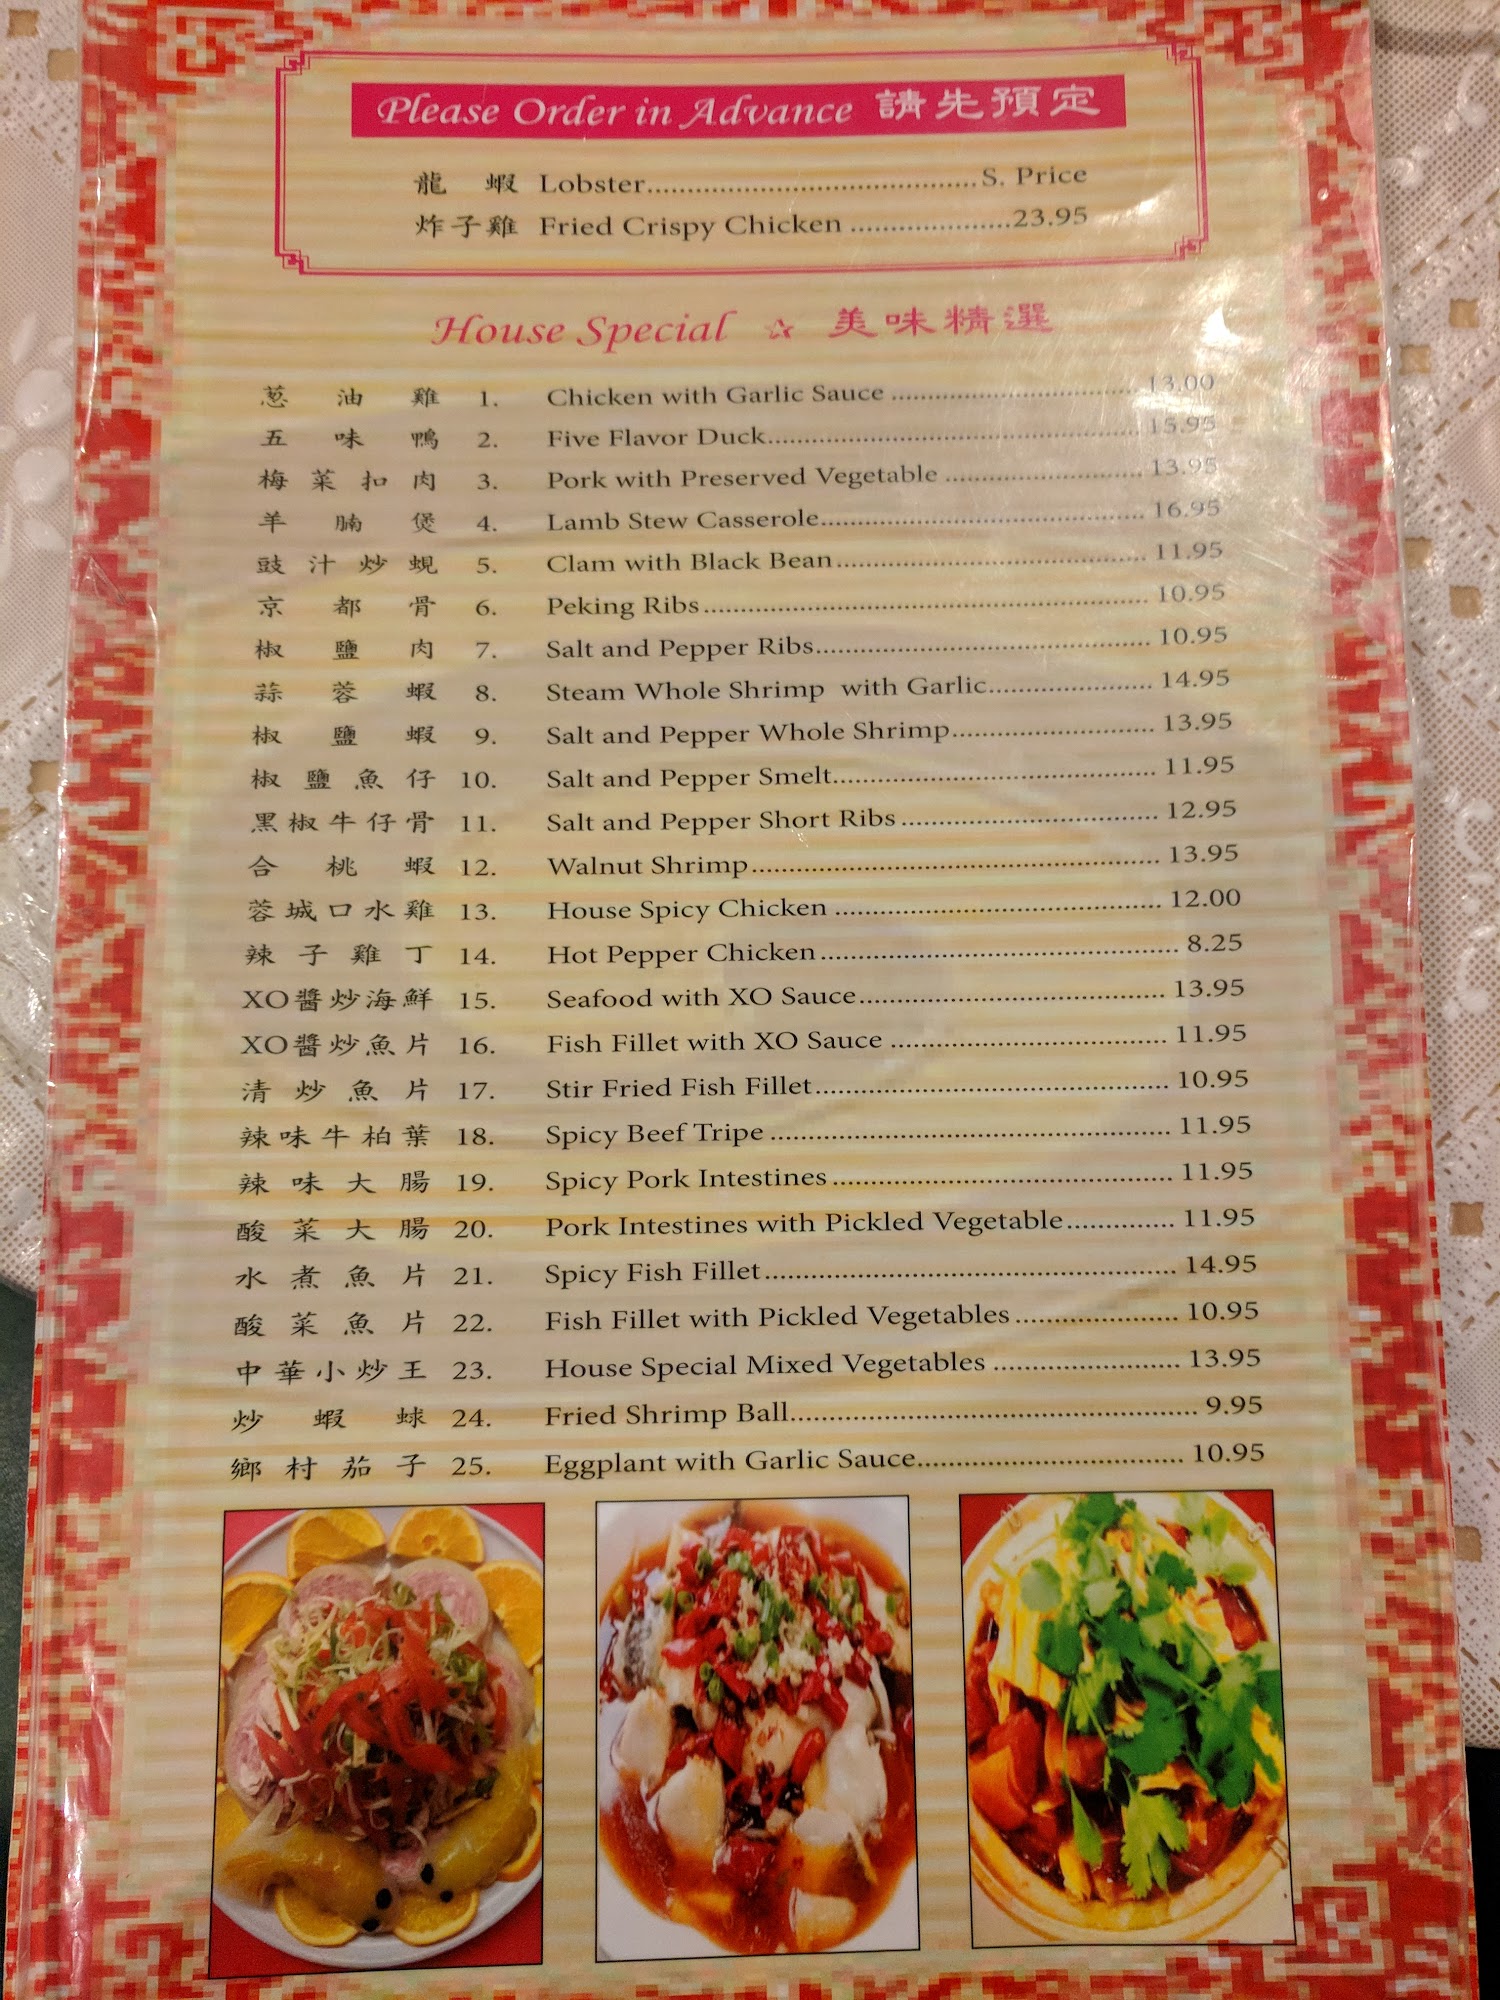 Please Order in Advance 請先預定
龍蝦 Lobster........................................S. Price
炸子雞 Fried Crispy Chicken ....................23.95
House Special ☆ 美味精選
葱油雞 1. Chicken with Garlic Sauce ................................ 13.00
五味鴨 2. Five Flavor Duck................................................ 15.95
梅菜扣肉 3. Pork with Preserved Vegetable ......................... 13.95
羊腩煲 4. Lamb Stew Casserole.......................................... 16.95
豉汁炒蜆 5. Clam with Black Bean........................................ 11.95
京都骨 6. Peking Ribs.......................................................... 10.95
椒鹽肉 7. Salt and Pepper Ribs........................................... 10.95
蒜蓉蝦 8. Steam Whole Shrimp with Garlic..................... 14.95
椒鹽蝦 9. Salt and Pepper Whole Shrimp.......................... 13.95
椒鹽魚仔 10. Salt and Pepper Smelt......................................... 11.95
黑椒牛仔骨 11. Salt and Pepper Short Ribs ................................ 12.95
合桃蝦 12. Walnut Shrimp.................................................... 13.95
蓉城口水雞 13. House Spicy Chicken .......................................... 12.00
辣子雞丁 14. Hot Pepper Chicken.............................................. 8.25
XO醬炒海鮮 15. Seafood with XO Sauce....................................... 13.95
XO醬炒魚片 16. Fish Fillet with XO Sauce ................................... 11.95
清炒魚片 17. Stir Fried Fish Fillet............................................. 10.95
辣味牛柏葉 18. Spicy Beef Tripe ................................................... 11.95
辣味大腸 19. Spicy Pork Intestines ........................................... 11.95
酸菜大腸 20. Pork Intestines with Pickled Vegetable.............. 11.95
水煮魚片 21. Spicy Fish Fillet.................................................... 14.95
酸菜魚片 22. Fish Fillet with Pickled Vegetables ..................... 10.95
中華小炒王 23. House Special Mixed Vegetables ........................ 13.95
炒蝦球 24. Fried Shrimp Ball.................................................... 9.95
鄉村茄子 25. Eggplant with Garlic Sauce.................................. 10.95